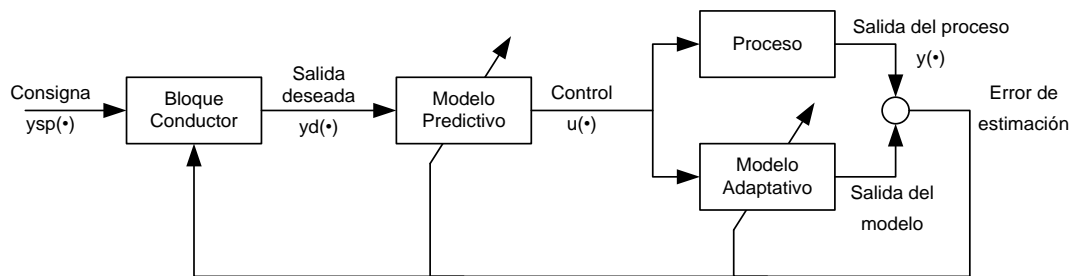 Consigna
ysp(•)
Bloque
Conductor
Salida
deseada
yd(•)
Modelo
Predictivo
Control
u(•)
Proceso
Modelo
Adaptativo
Salida del proceso
y(•)
Salida del
modelo
Error de
estimación